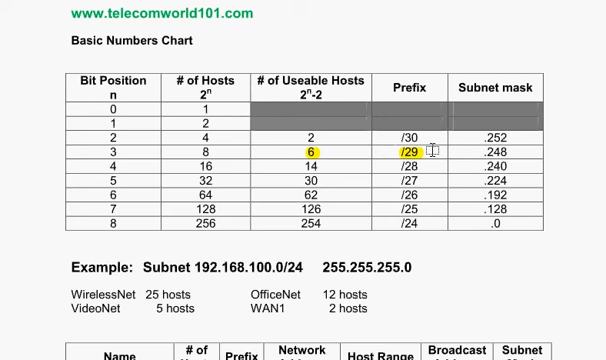 www.telecomworld101.com
Basic Numbers Chart
Bit Position n # of Hosts 2^n # of Useable Hosts 2^n-2 Prefix Subnet mask
0 1
1 2
2 4 2 /30 .252
3 8 6 /29 .248
4 16 14 /28 .240
5 32 30 /27 .224
6 64 62 /26 .192
7 128 126 /25 .128
8 256 254 /24 .0
Example: Subnet 192.168.100.0/24 255.255.255.0
WirelessNet 25 hosts OfficeNet 12 hosts
VideoNet 5 hosts WAN1 2 hosts
Name # of Prefix Network Host Range Broadcast Subnet